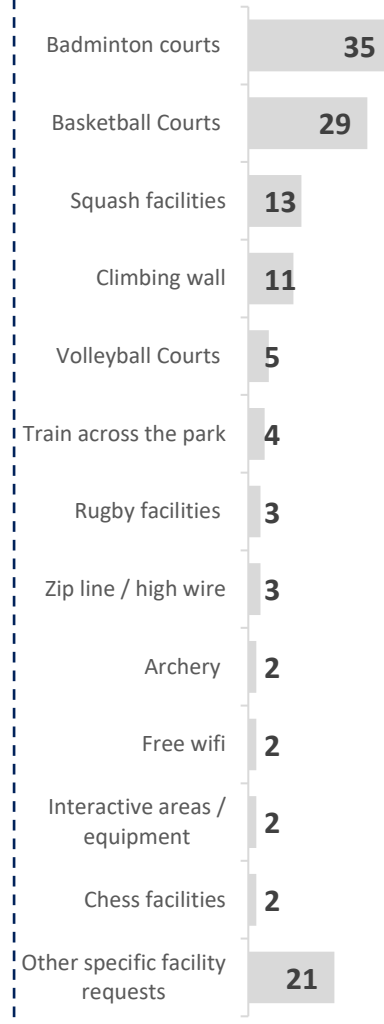 Badminton courts 35
Basketball Courts 29
Squash facilities 13
Climbing wall 11
Volleyball Courts 5
Train across the park 4
Rugby facilities 3
Zip line / high wire 3
Archery 2
Free wifi 2
Interactive areas /
equipment 2
Chess facilities 2
Other specific facility
requests 21